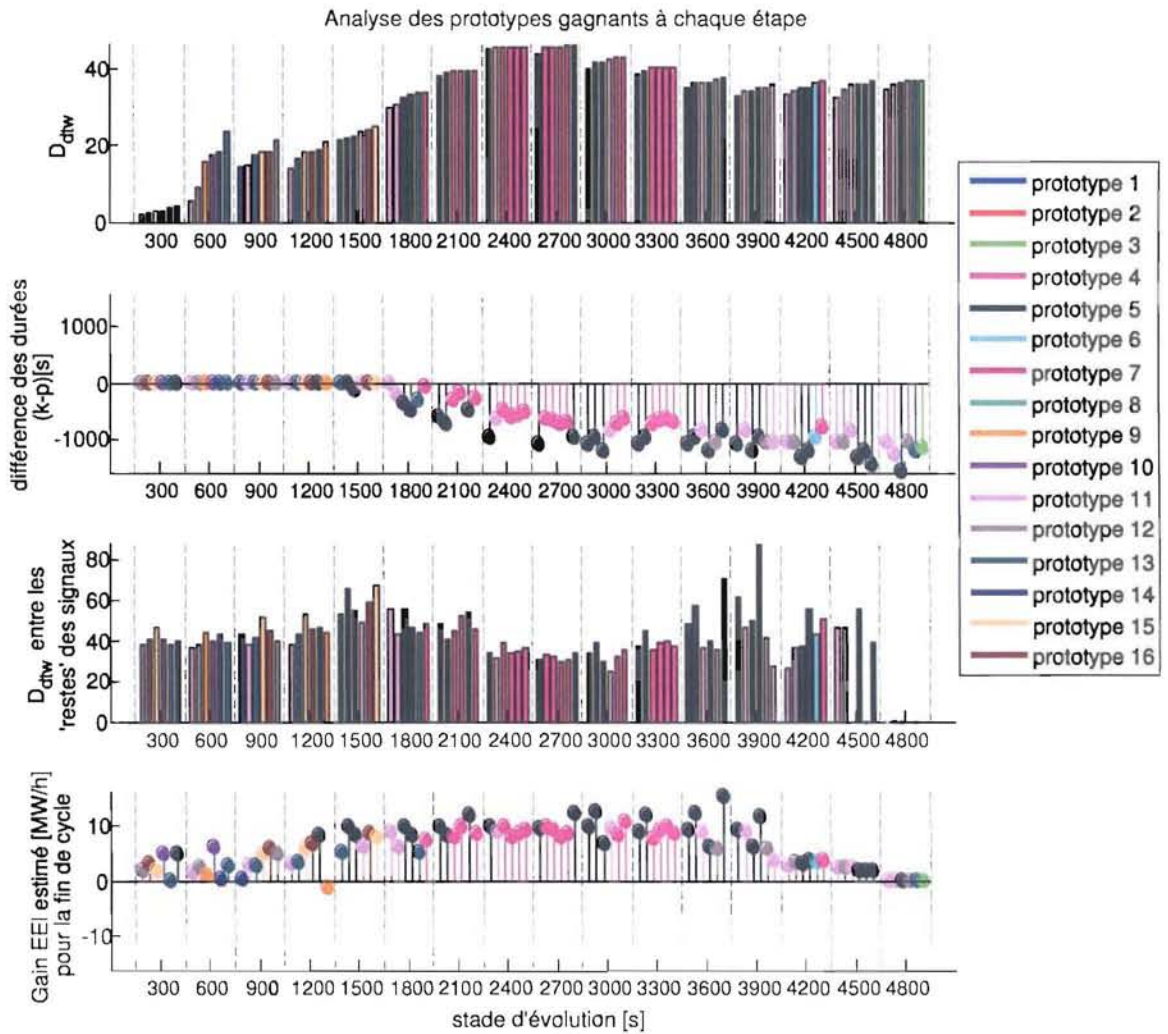 Analyse des prototypes gagnants à chaque étape
D_dtw
40
20
0
300 600 900 1200 1500 1800 2100 2400 2700 3000 3300 3600 3900 4200 4500 4800
différence des durées
(k-p)[s]
1000
0
-1000
300 600 900 1200 1500 1800 2100 2400 2700 3000 3300 3600 3900 4200 4500 4800
D_dtw entre les
'restes' des signaux
80
60
40
20
0
300 600 900 1200 1500 1800 2100 2400 2700 3000 3300 3600 3900 4200 4500 4800
Gain EEI estimé [MW/h]
pour la fin de cycle
10
0
-10
300 600 900 1200 1500 1800 2100 2400 2700 3000 3300 3600 3900 4200 4500 4800
stade d'évolution [s]
prototype 1
prototype 2
prototype 3
prototype 4
prototype 5
prototype 6
prototype 7
prototype 8
prototype 9
prototype 10
prototype 11
prototype 12
prototype 13
prototype 14
prototype 15
prototype 16